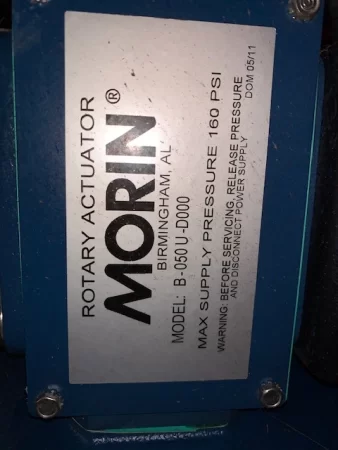 ROTARY ACTUATOR
MORIN®
BIRMINGHAM, AL
MODEL: B-050U-D000
MAX SUPPLY PRESSURE 160 PSI
WARNING: BEFORE SERVICING, RELEASE PRESSURE
AND DISCONNECT POWER SUPPLY
DOM 05/11